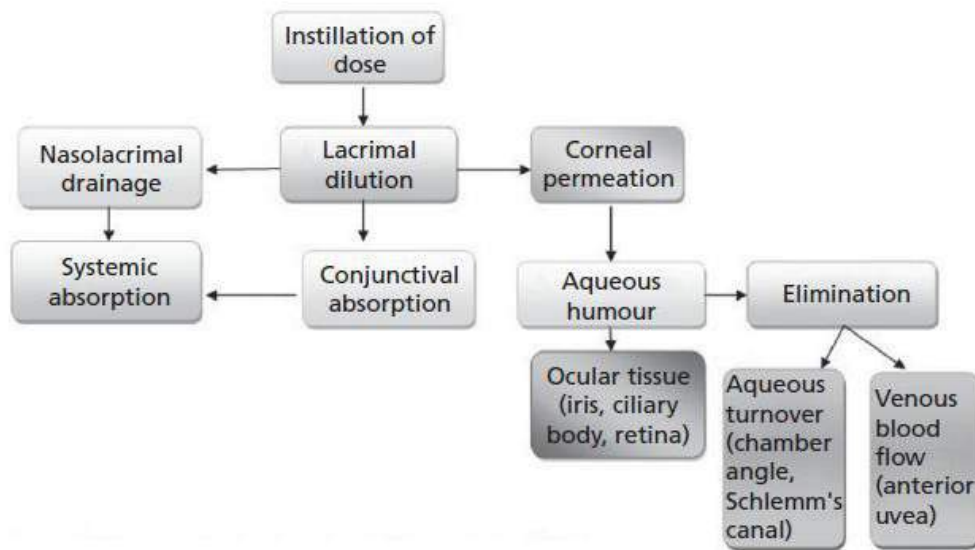 Instillation of
dose
Nasolacrimal
drainage
Lacrimal
dilution
Corneal
permeation
Systemic
absorption
Conjunctival
absorption
Aqueous
humour
Elimination
Ocular tissue
(iris, ciliary
body, retina)
Aqueous
turnover
(chamber
angle,
Schlemm's
canal)
Venous
blood
flow
(anterior
uvea)